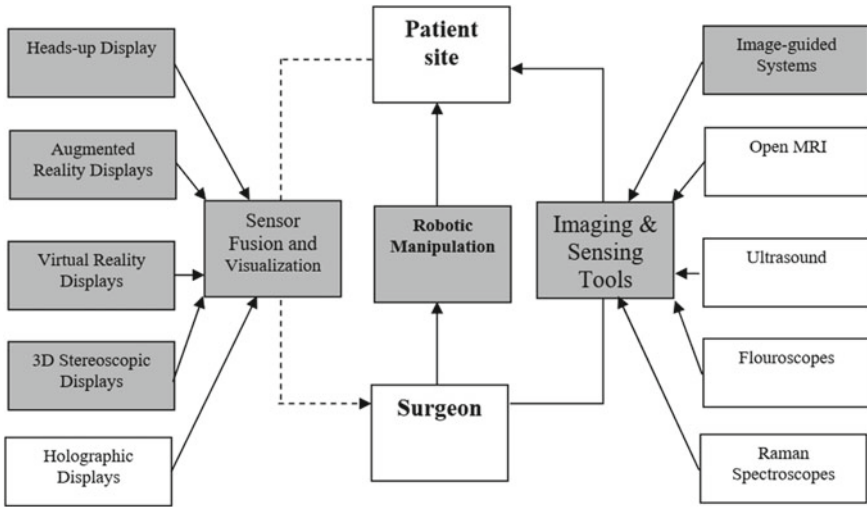 Heads-up Display
Augmented
Reality Displays
Virtual Reality
Displays
3D Stereoscopic
Displays
Holographic
Displays
Sensor
Fusion and
Visualization
Patient
site
Robotic
Manipulation
Surgeon
Imaging &
Sensing
Tools
Image-guided
Systems
Open MRI
Ultrasound
Flouroscopes
Raman
Spectroscopes